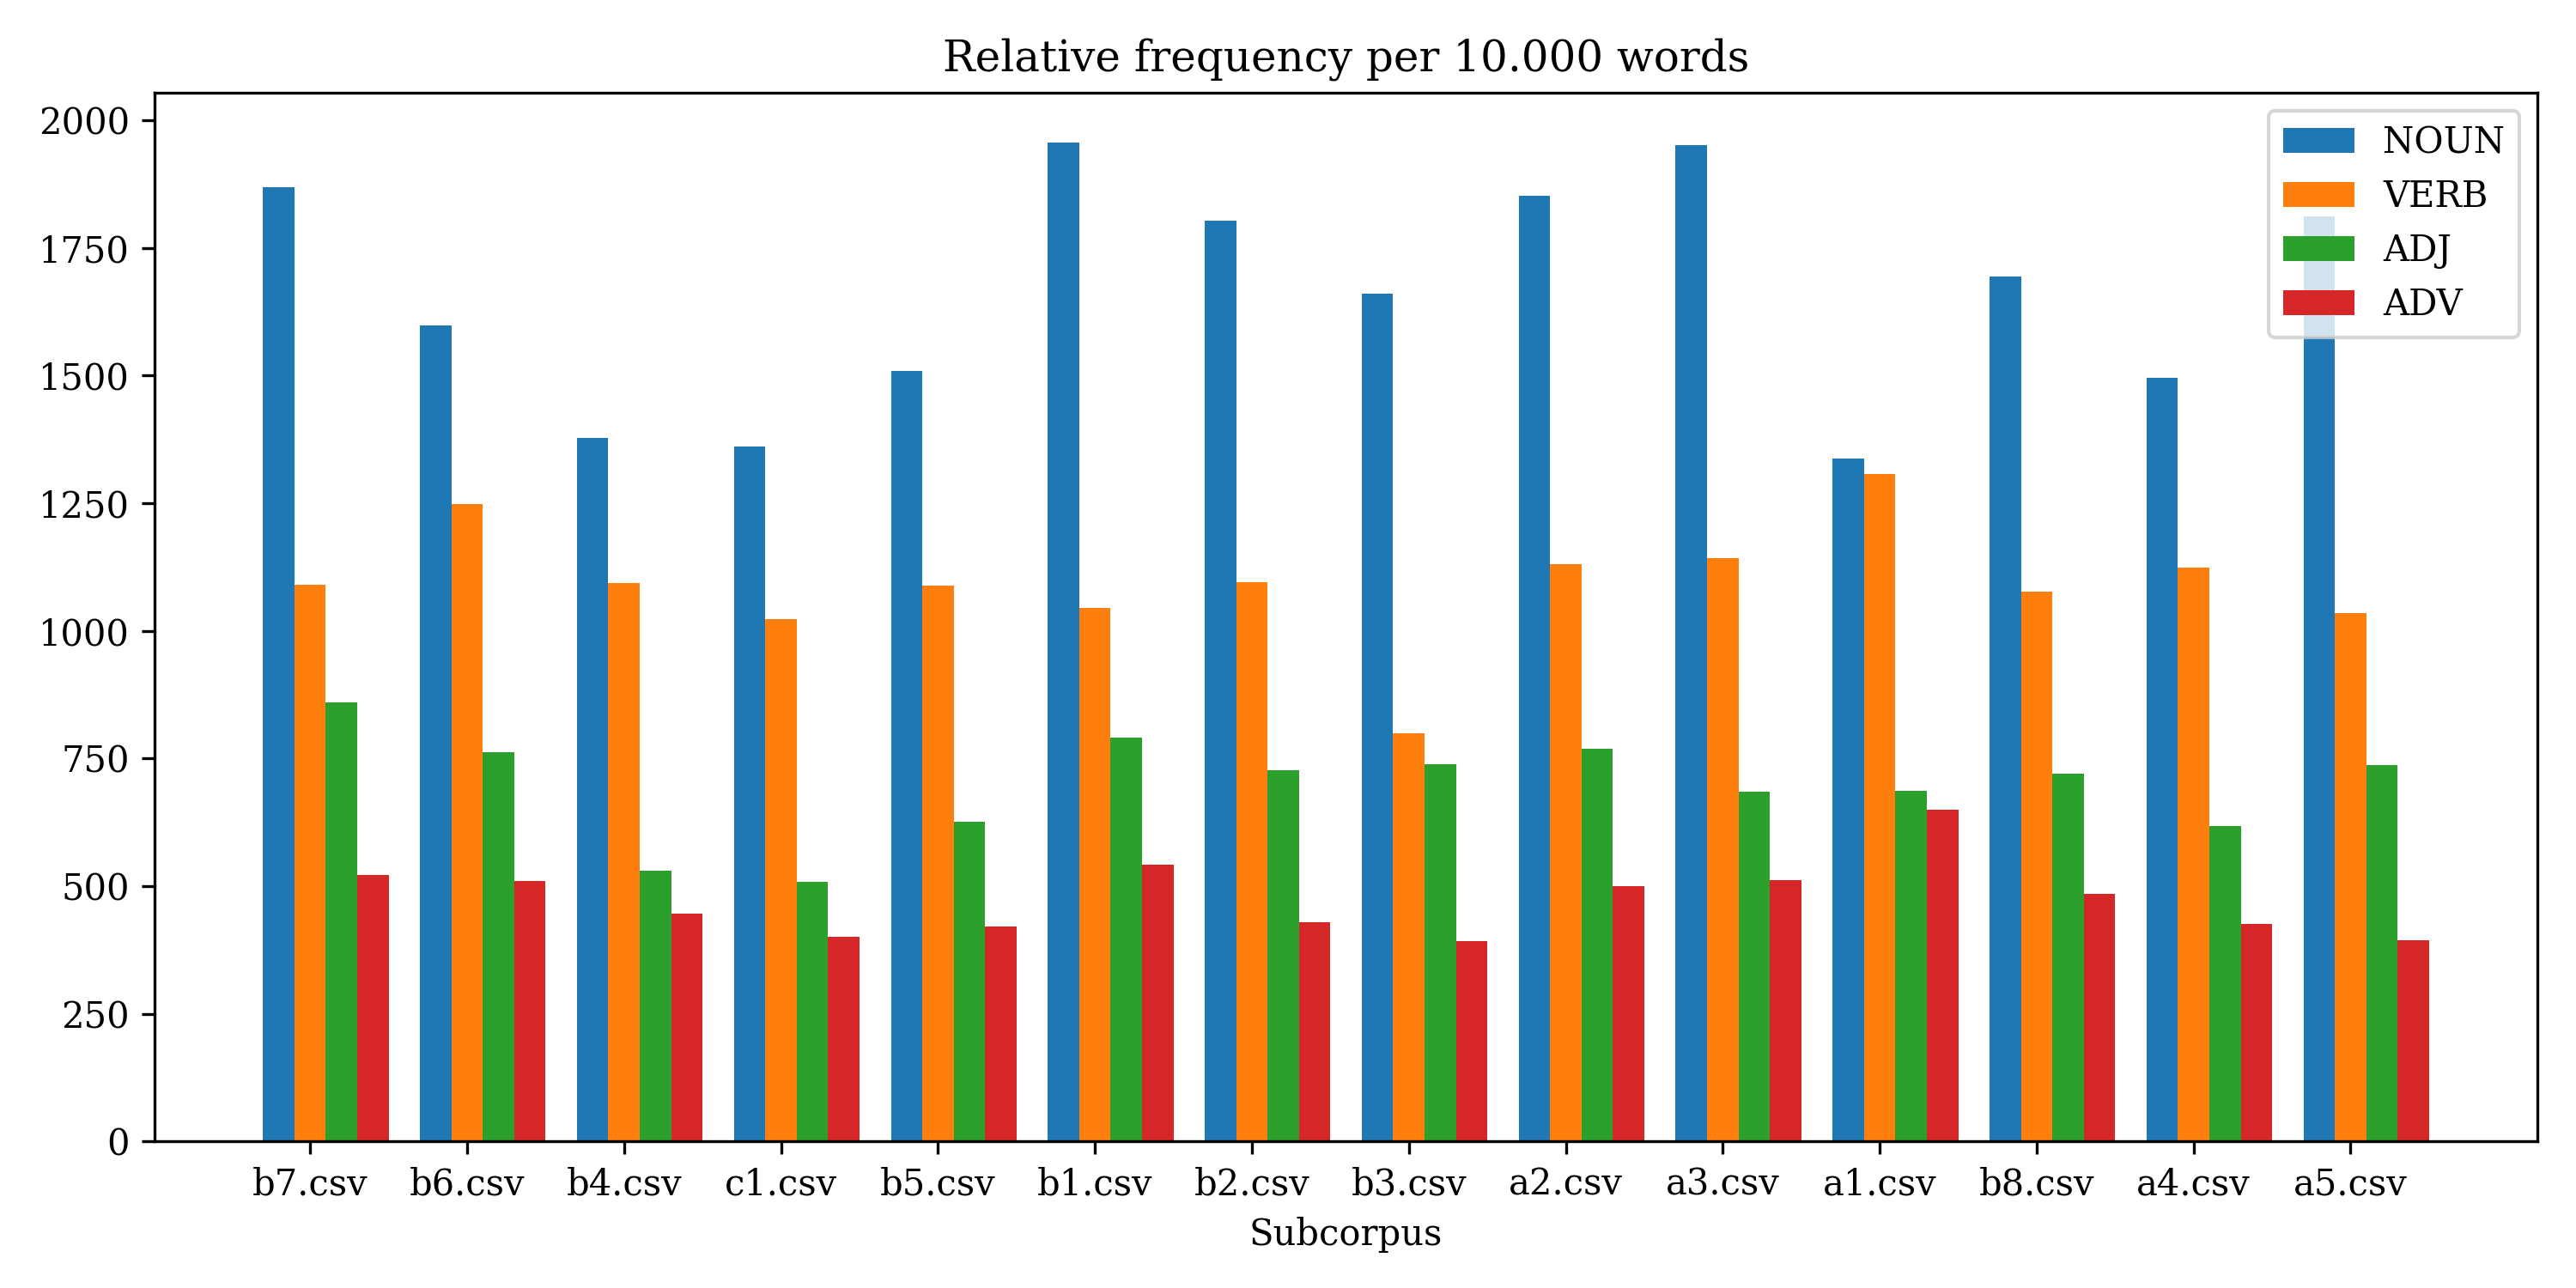 Relative frequency per 10.000 words
2000
1750
1500
1250
1000
750
500
250
0
NOUN
VERB
ADJ
ADV
b7.csv b6.csv b4.csv c1.csv b5.csv b1.csv b2.csv b3.csv a2.csv a3.csv a1.csv b8.csv a4.csv a5.csv
Subcorpus